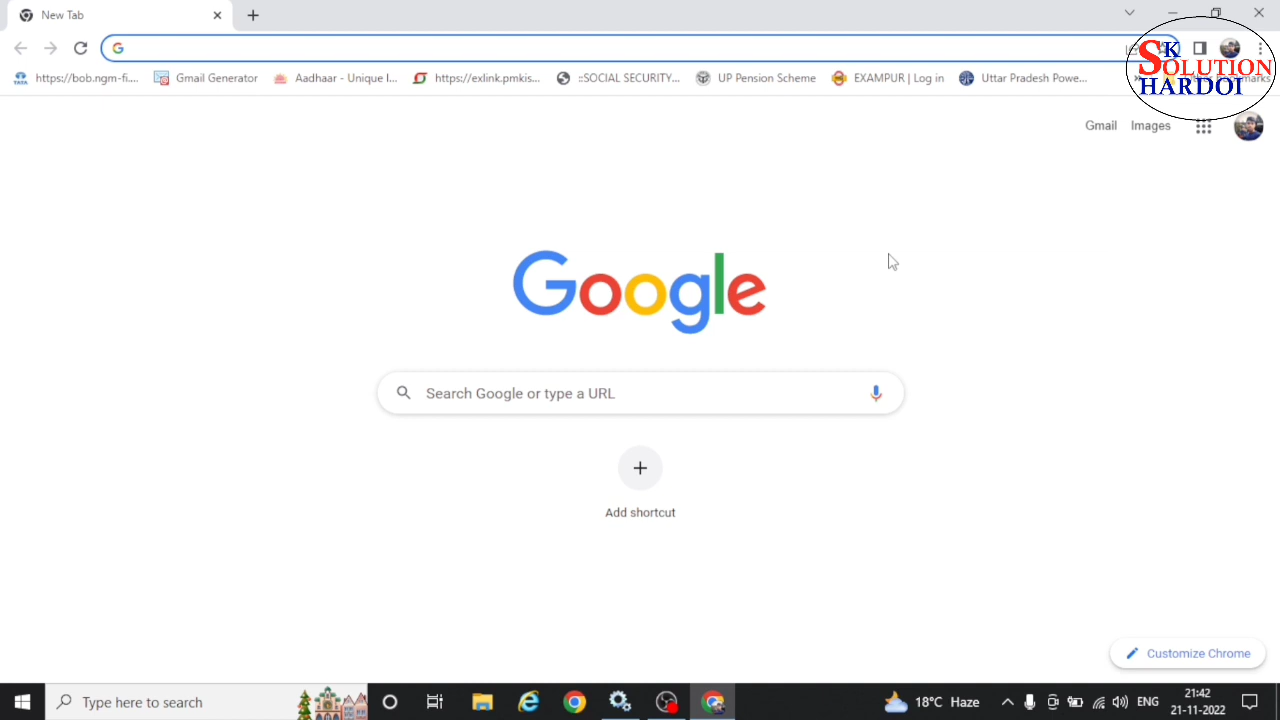 New Tab
https://bob.ngm-fi....
Gmail Generator
Aadhaar - Unique I...
https://exlink.pmkis...
::SOCIAL SECURITY...
UP Pension Scheme
EXAMPUR | Log in
Uttar Pradesh Powe...
»
SK
SOLUTION
HARDOI
Gmail
Images
Google
Search Google or type a URL
Add shortcut
Customize Chrome
Type here to search
18°C Haze
ENG
21:42
21-11-2022